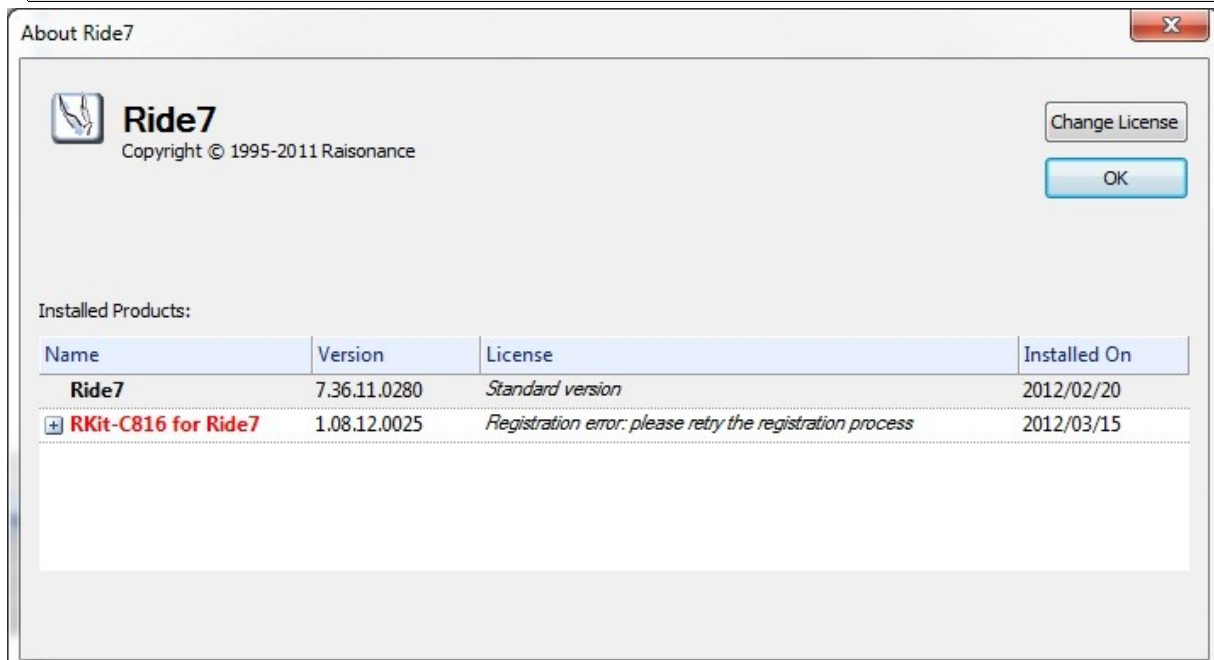 About Ride7
Ride7
Copyright © 1995-2011 Raisonance
Change License
OK
Installed Products:
Name Version License Installed On
Ride7 7.36.11.0280 Standard version 2012/02/20
RKit-C816 for Ride7 1.08.12.0025 Registration error: please retry the registration process 2012/03/15